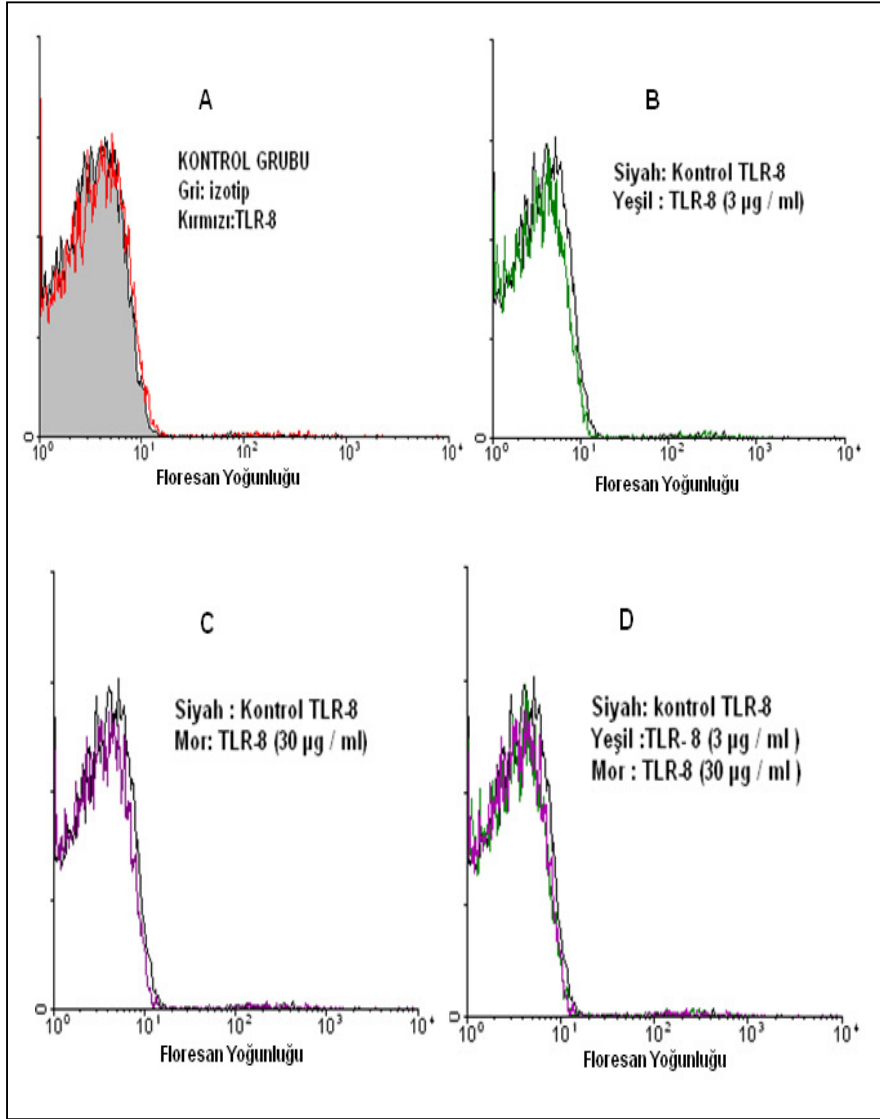 A
KONTROL GRUBU
Gri: izotip
Kırmızı:TLR-8
0
10⁰ 10¹ 10² 10³ 10⁴
Floresan Yoğunluğu
B
Siyah: Kontrol TLR-8
Yeşil : TLR-8 (3 µg / ml)
0
10⁰ 10¹ 10² 10³ 10⁴
Floresan Yoğunluğu
C
Siyah : Kontrol TLR-8
Mor: TLR-8 (30 µg / ml)
0
10⁰ 10¹ 10² 10³ 10⁴
Floresan Yoğunluğu
D
Siyah: kontrol TLR-8
Yeşil :TLR- 8 (3 µg / ml )
Mor : TLR-8 (30 µg / ml )
0
10⁰ 10¹ 10² 10³ 10⁴
Floresan Yoğunluğu